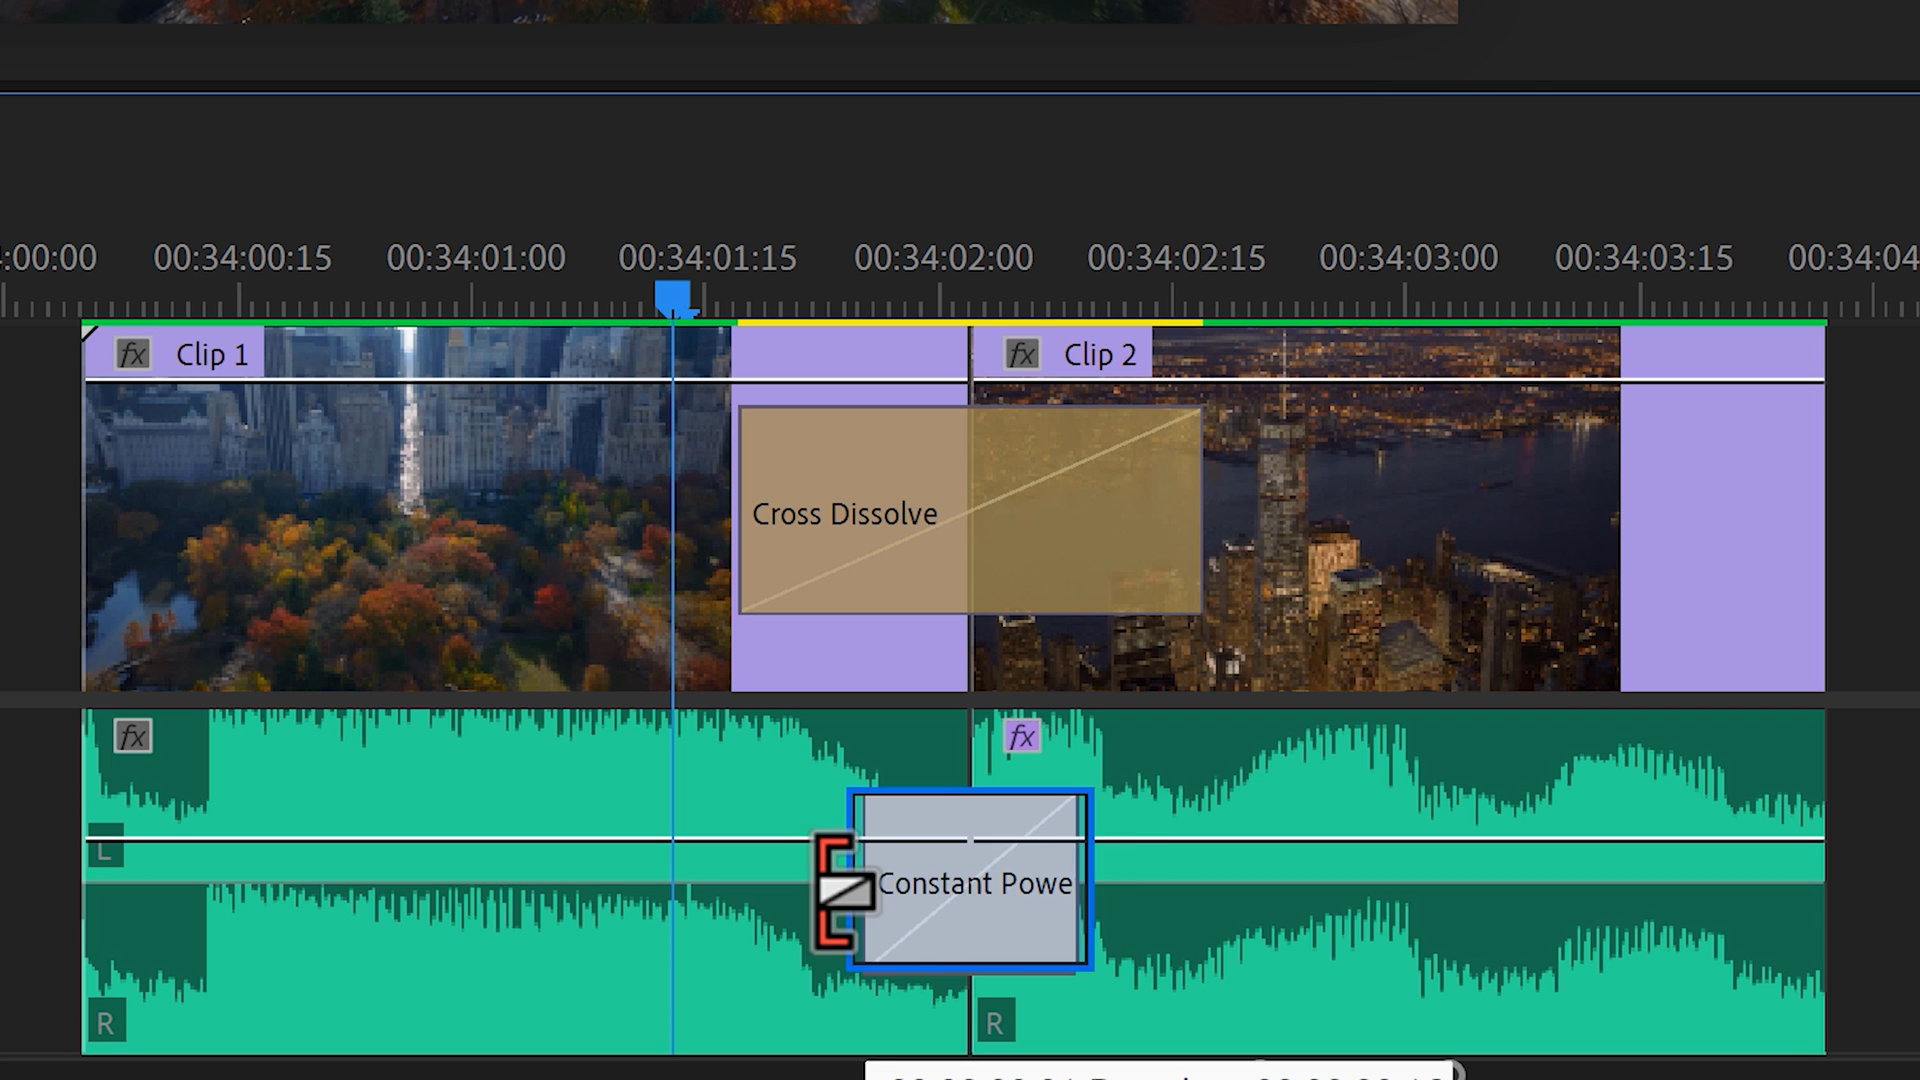 :00:00 00:34:00:15 00:34:01:00 00:34:01:15 00:34:02:00 00:34:02:15 00:34:03:00 00:34:03:15 00:34:04
fx Clip 1 fx Clip 2
Cross Dissolve
fx fx
L
Constant Powe
R R